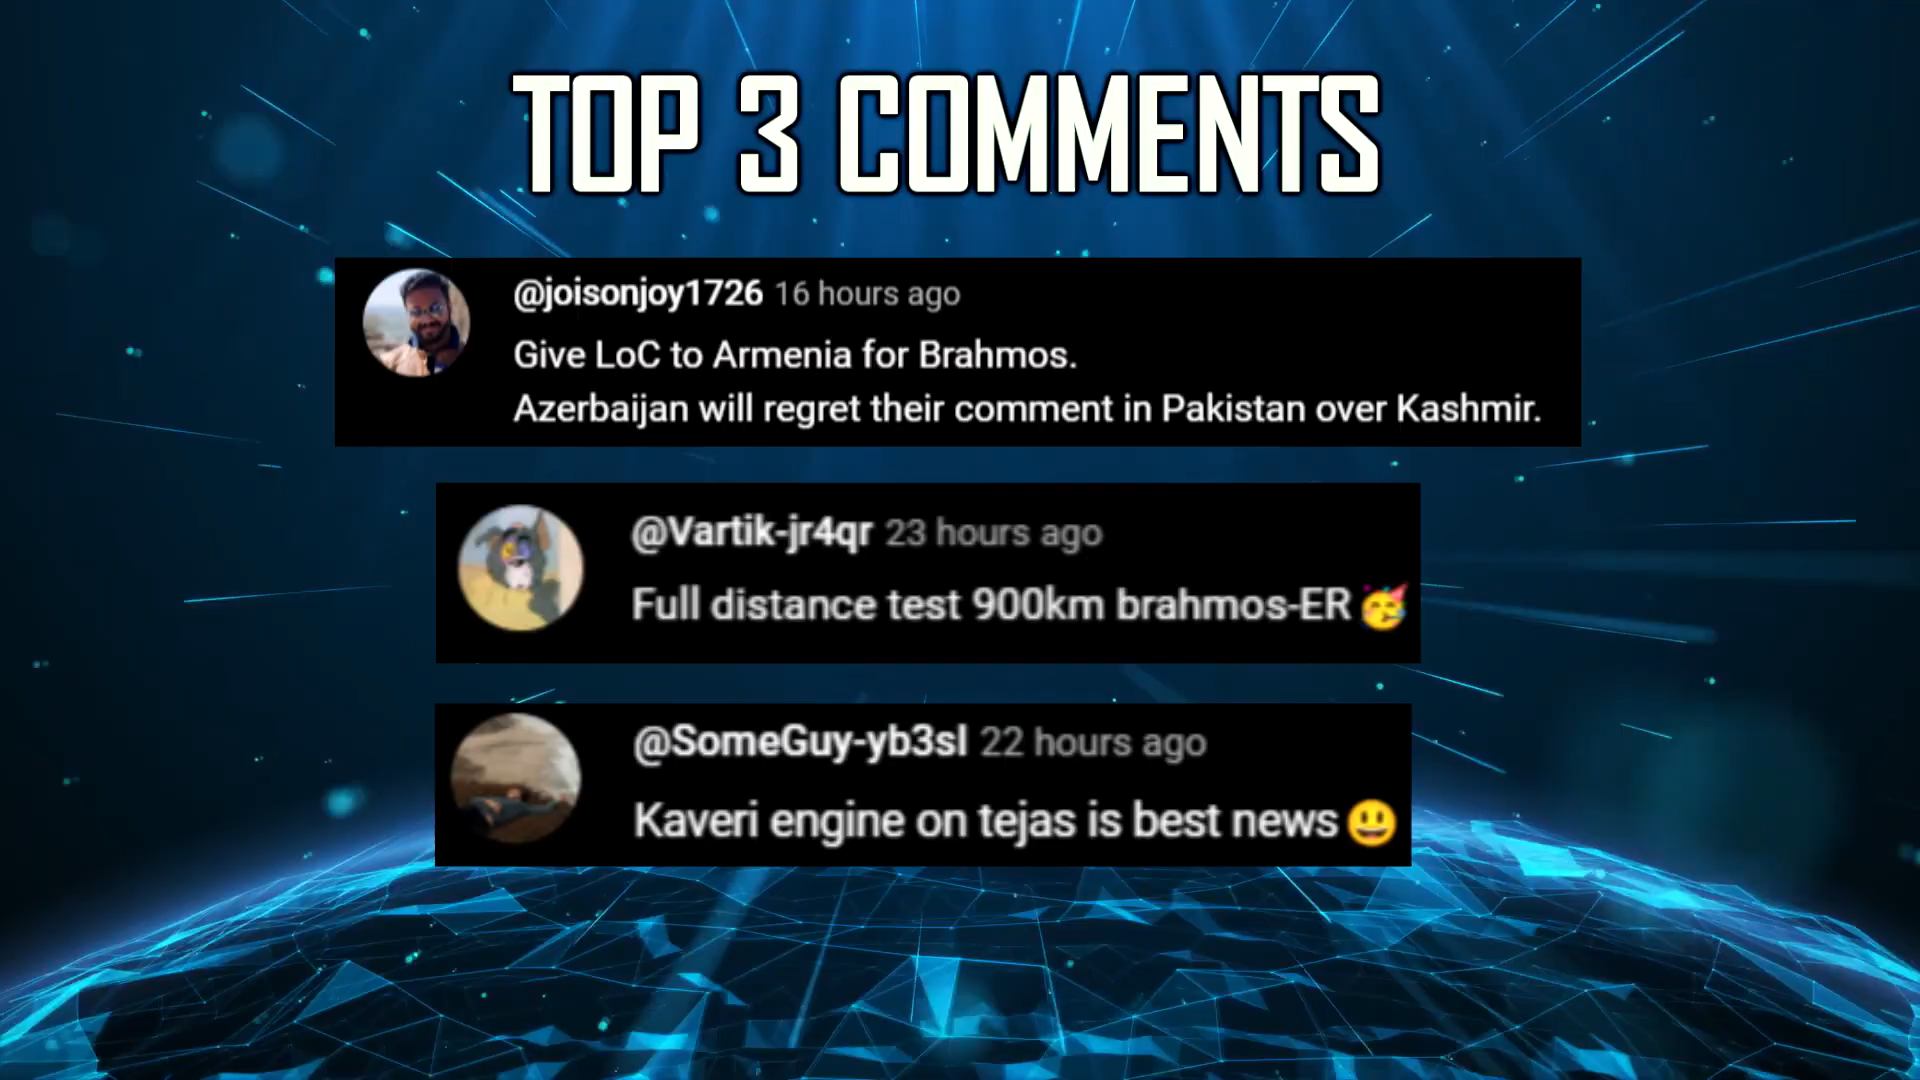 TOP 3 COMMENTS
@joisonjoy1726 16 hours ago
Give LoC to Armenia for Brahmos.
Azerbaijan will regret their comment in Pakistan over Kashmir.
@Vartik-jr4qr 23 hours ago
Full distance test 900km brahmos-ER🥳
@SomeGuy-yb3sl 22 hours ago
Kaveri engine on tejas is best news😃